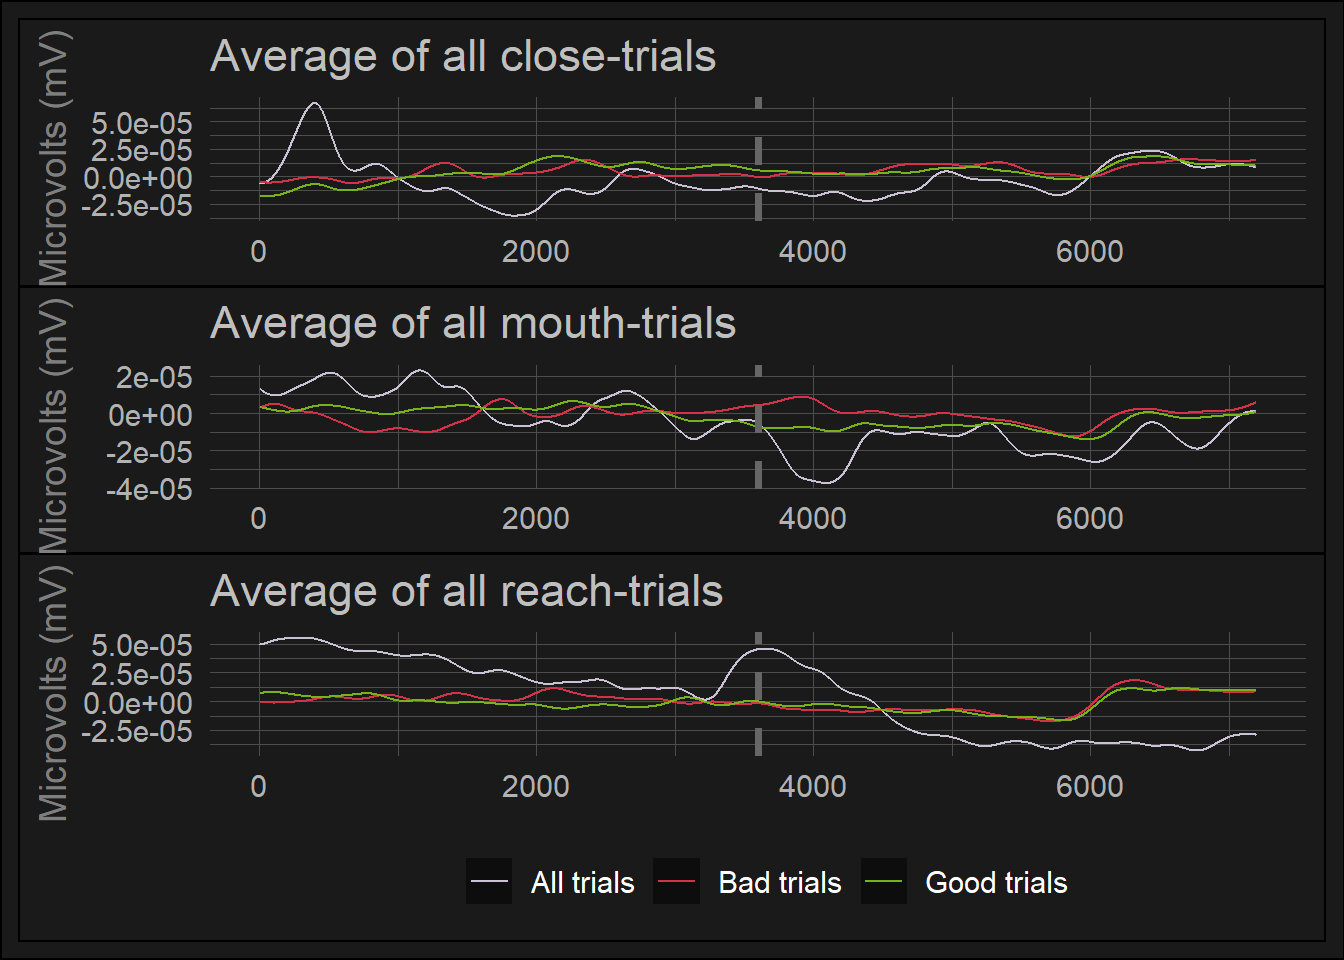 Average of all close-trials
Microvolts (mV)
5.0e-05
2.5e-05
0.0e+00
-2.5e-05
0 2000 4000 6000
Average of all mouth-trials
Microvolts (mV)
2e-05
0e+00
-2e-05
-4e-05
0 2000 4000 6000
Average of all reach-trials
Microvolts (mV)
5.0e-05
2.5e-05
0.0e+00
-2.5e-05
0 2000 4000 6000
All trials Bad trials Good trials